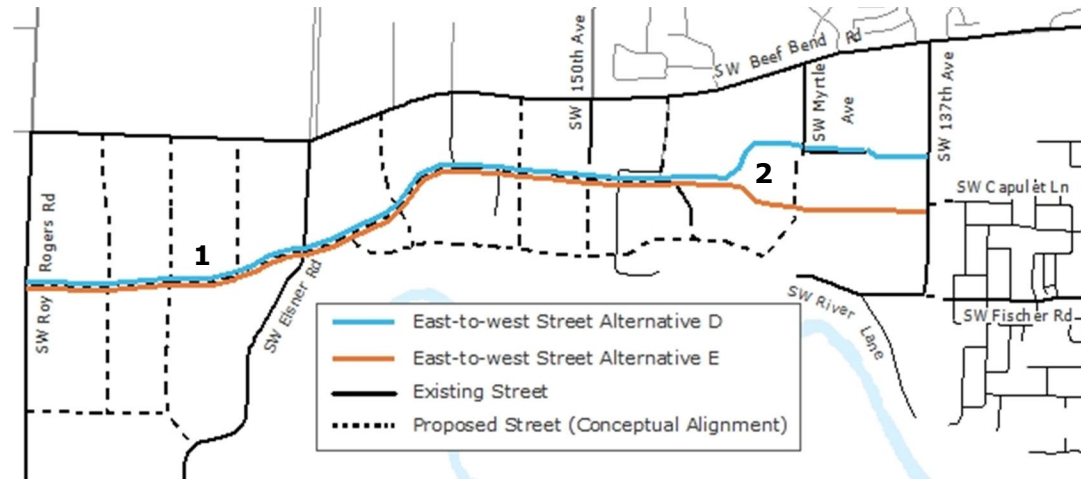 SW Beef Bend Rd
SW 150th Ave
SW Myrtle
Ave
SW 137th Ave
2
SW Capulet Ln
SW Roy Rogers Rd
1
SW Elsner Rd
SW River Lane
SW Fischer Rd
East-to-west Street Alternative D
East-to-west Street Alternative E
Existing Street
Proposed Street (Conceptual Alignment)